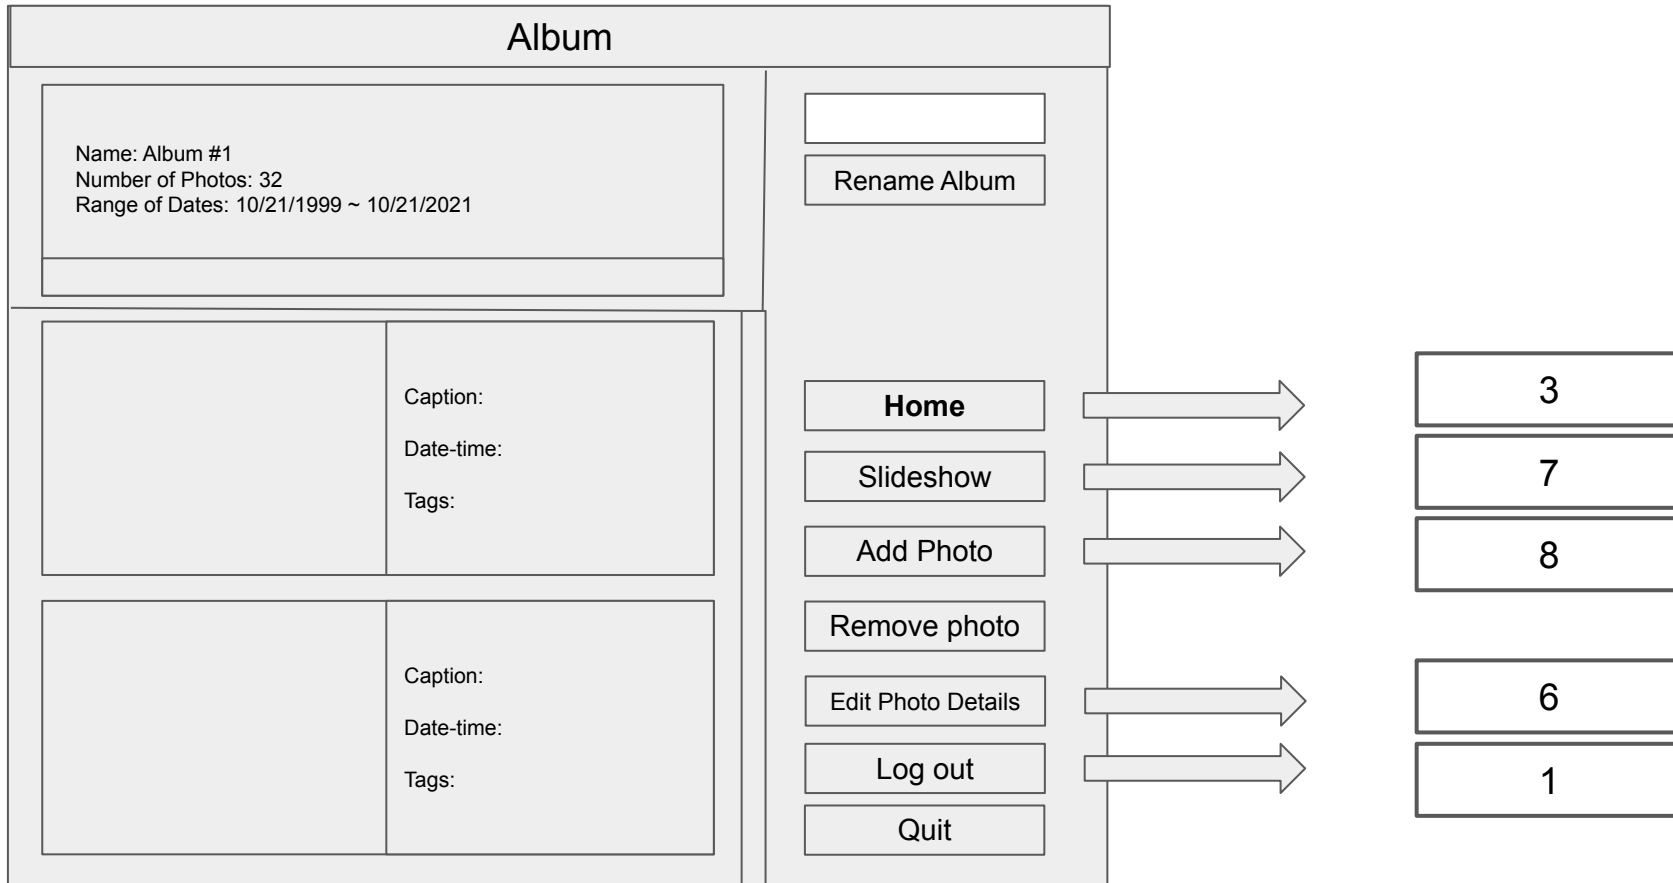 Album
Name: Album #1
Number of Photos: 32
Range of Dates: 10/21/1999 ~ 10/21/2021
Rename Album
Caption:
Date-time:
Tags:
Caption:
Date-time:
Tags:
Home
Slideshow
Add Photo
Remove photo
Edit Photo Details
Log out
Quit
3
7
8
6
1